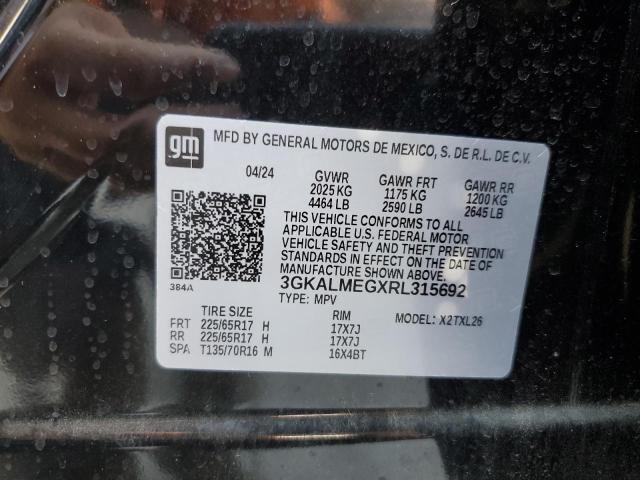 gm
MFD BY GENERAL MOTORS DE MEXICO, S. DE R.L. DE C.V.
04/24 GVWR GAWR FRT GAWR RR
2025 KG 1175 KG 1200 KG
4464 LB 2590 LB 2645 LB
THIS VEHICLE CONFORMS TO ALL
APPLICABLE U.S. FEDERAL MOTOR
VEHICLE SAFETY AND THEFT PREVENTION
STANDARDS IN EFFECT ON THE DATE OF
MANUFACTURE SHOWN ABOVE.
384A
3GKALMEGXRL315692
TYPE: MPV MODEL: X2TXL26
TIRE SIZE RIM
FRT 225/65R17 H 17X7J
RR 225/65R17 H 17X7J
SPA T135/70R16 M 16X4BT